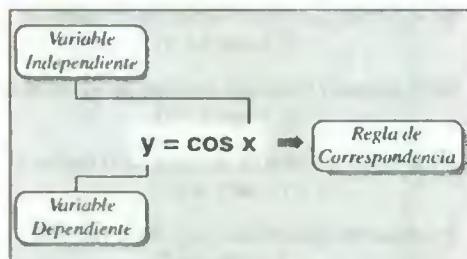 Variable
Independiente
y = cos x ➡ Regla de
Correspondencia
Variable
Dependiente